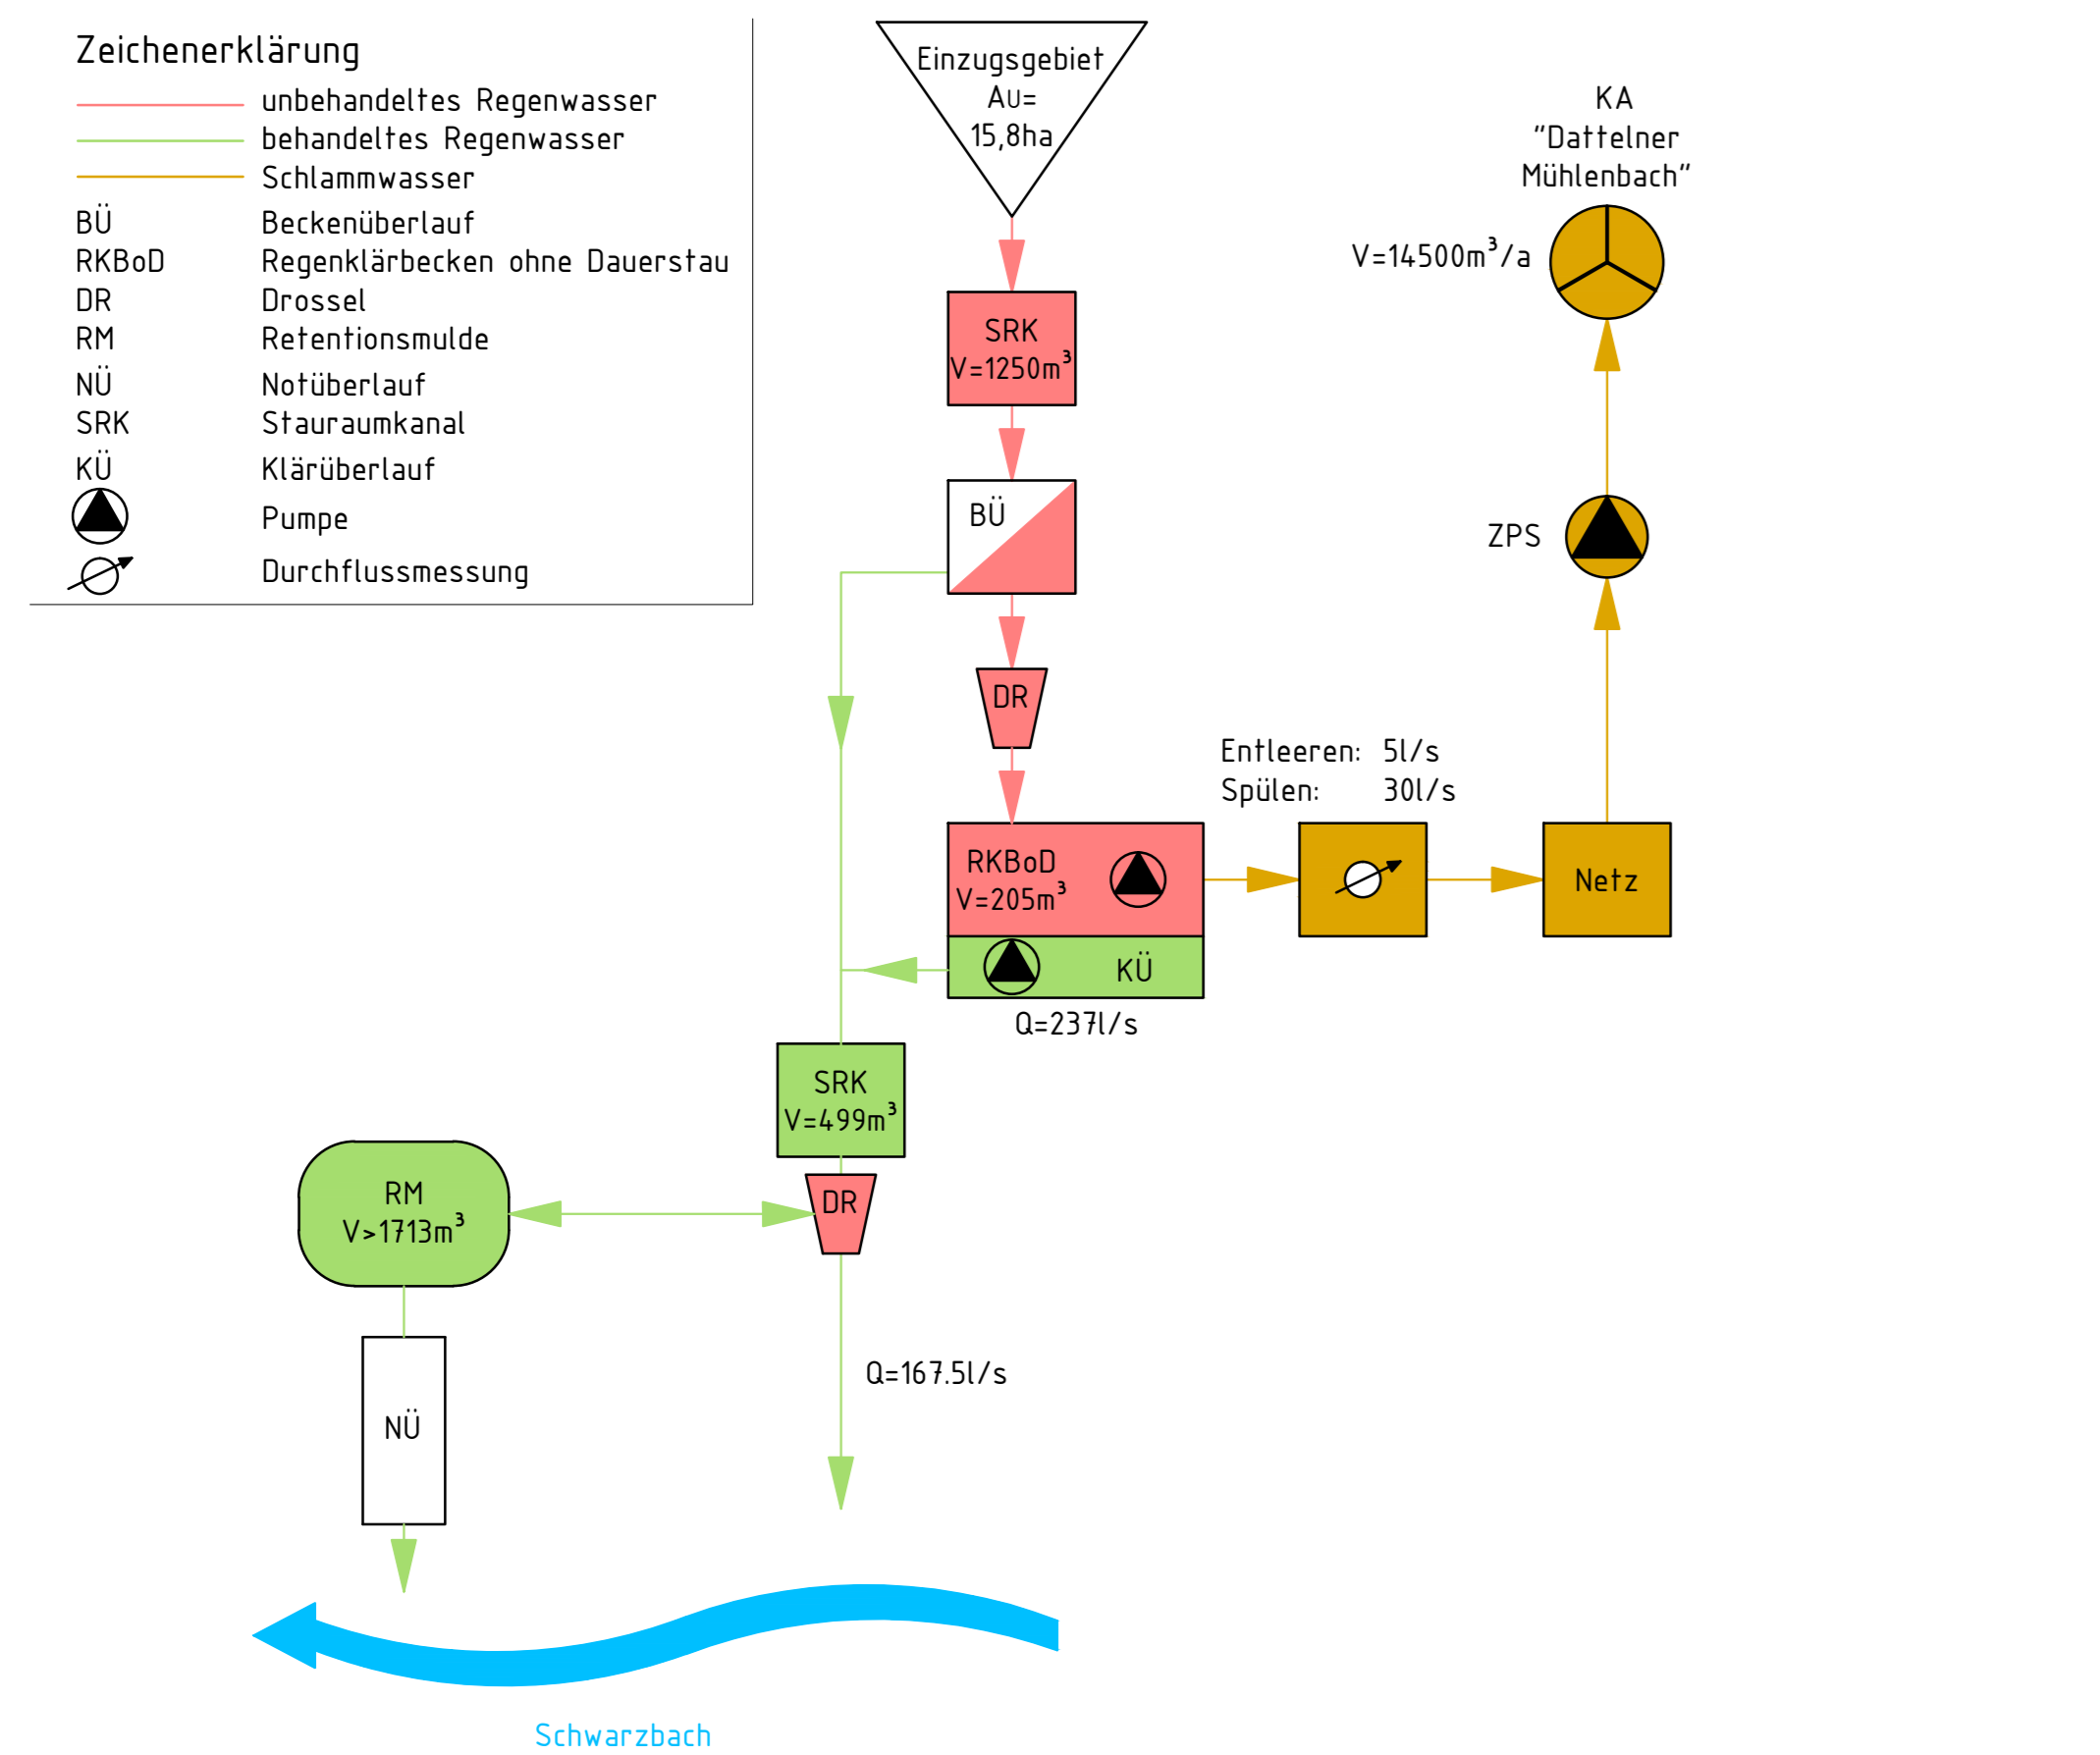 Zeichenerklärung
unbehandeltes Regenwasser
behandeltes Regenwasser
Schlammwasser
BÜ Beckenüberlauf
RKBoD Regenklärbecken ohne Dauerstau
DR Drossel
RM Retentionsmulde
NÜ Notüberlauf
SRK Stauraumkanal
KÜ Klärüberlauf
Pumpe
Durchflussmessung
Einzugsgebiet
AU=
15,8ha
SRK
V=1250m³
BÜ
DR
RKBoD
V=205m³
KÜ
Q=237l/s
Entleeren: 5l/s
Spülen: 30l/s
Netz
ZPS
KA
"Dattelner
Mühlenbach"
V=14500m³/a
SRK
V=499m³
DR
RM
V>1713m³
NÜ
Q=167.5l/s
Schwarzbach